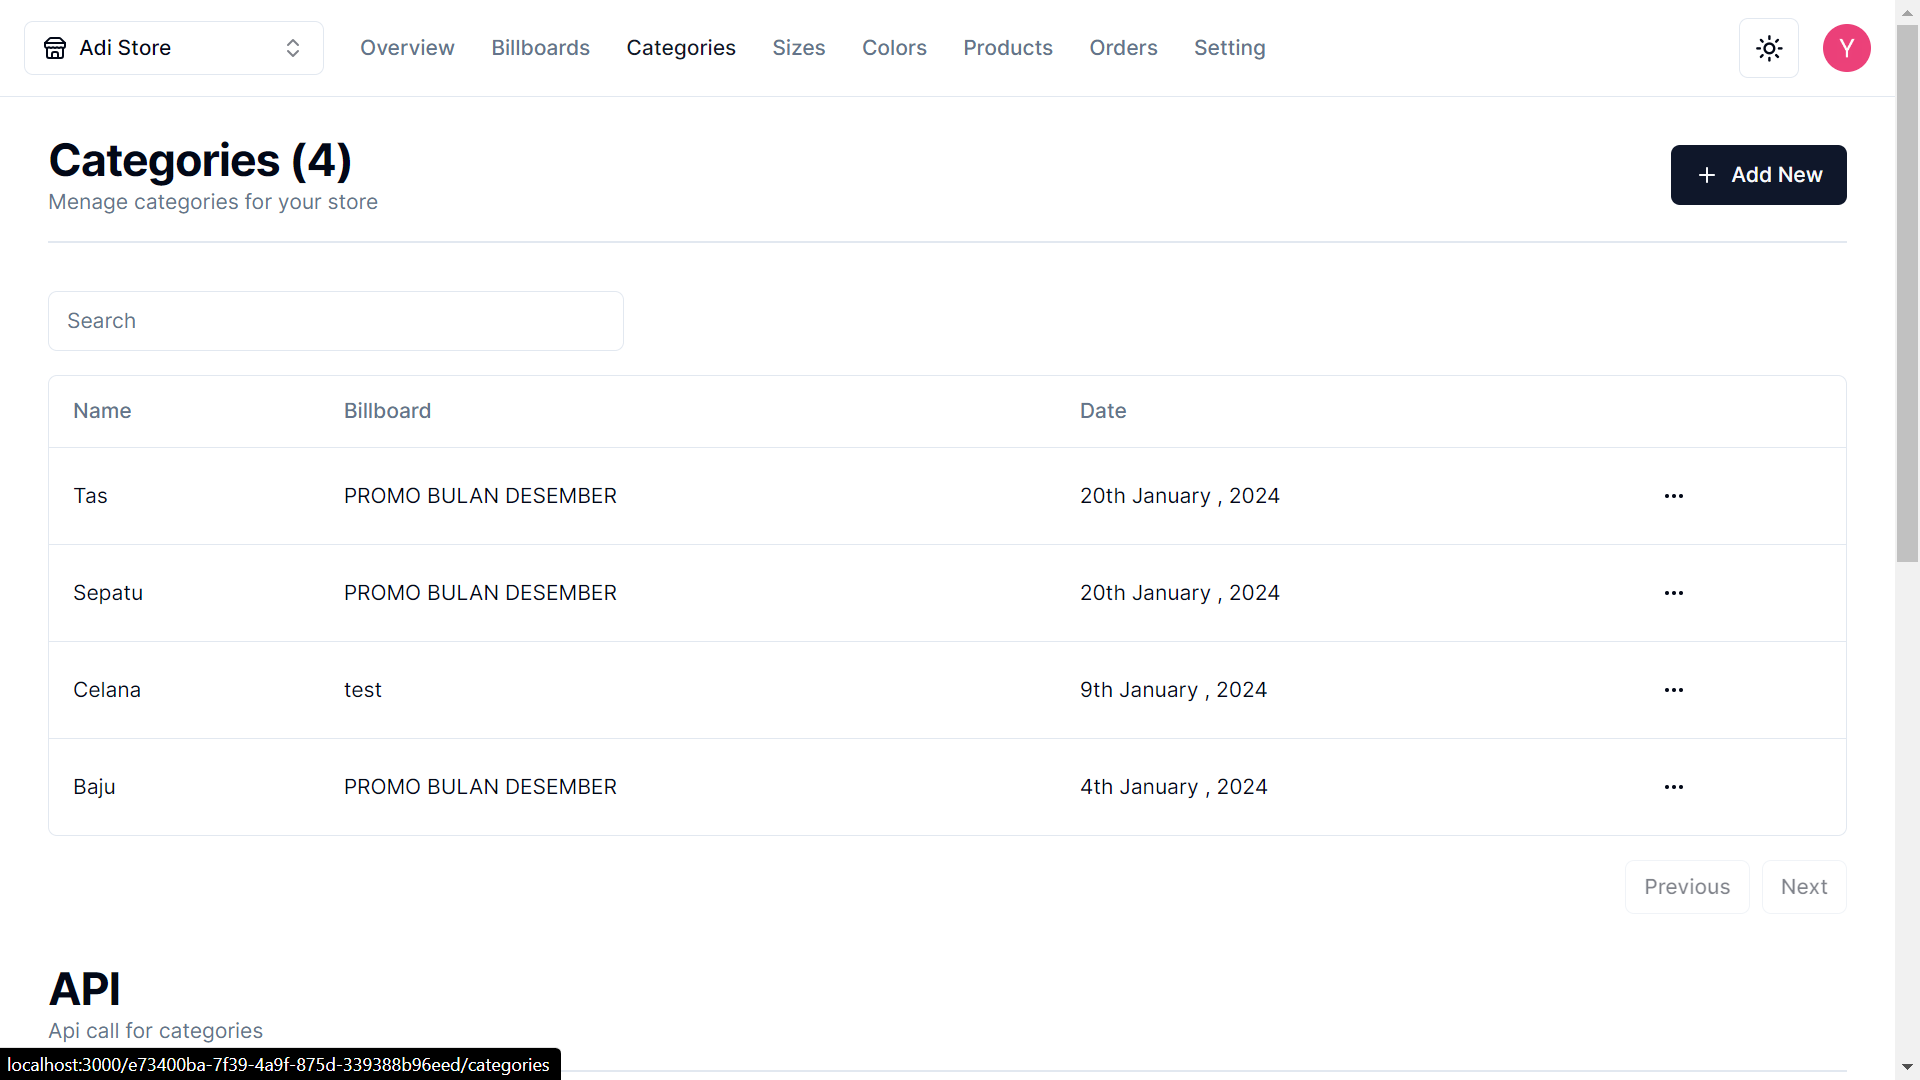 Adi Store Overview Billboards Categories Sizes Colors Products Orders Setting Y
Categories (4)
Menage categories for your store
+ Add New
Search
Name Billboard Date
Tas PROMO BULAN DESEMBER 20th January , 2024
Sepatu PROMO BULAN DESEMBER 20th January , 2024
Celana test 9th January , 2024
Baju PROMO BULAN DESEMBER 4th January , 2024
Previous Next
API
Api call for categories
localhost:3000/e73400ba-7f39-4a9f-875d-339388b96eed/categories